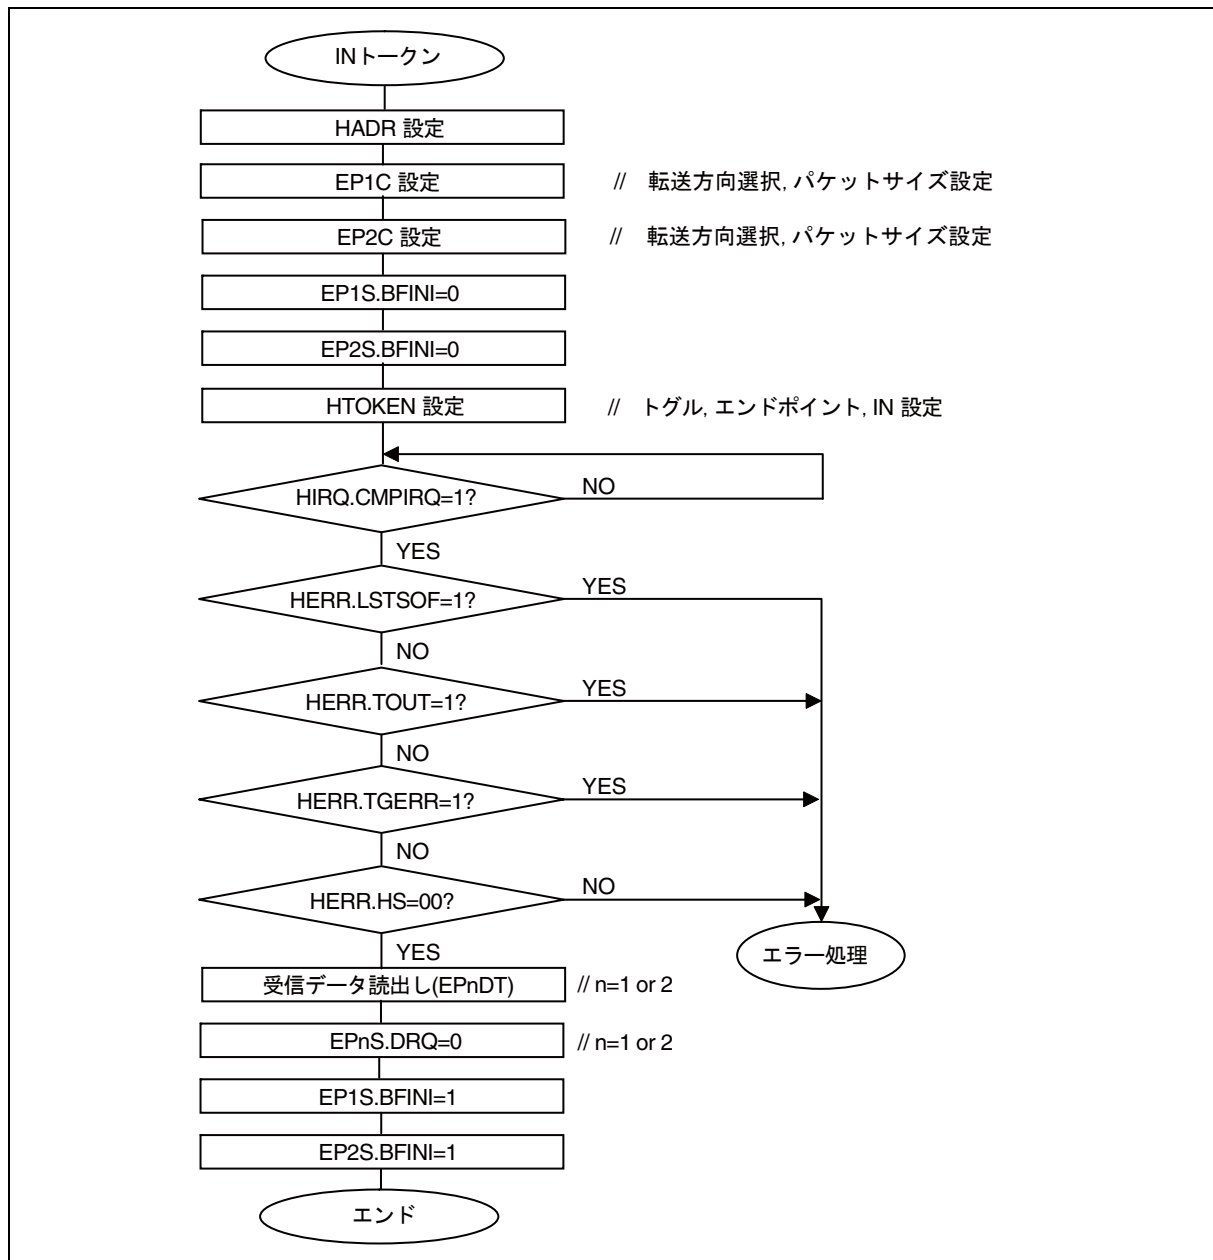 INトークン
HADR 設定
EP1C 設定 // 転送方向選択, パケットサイズ設定
EP2C 設定 // 転送方向選択, パケットサイズ設定
EP1S.BFINI=0
EP2S.BFINI=0
HTOKEN 設定 // トグル, エンドポイント, IN 設定
HIRQ.CMPIRQ=1? NO
YES
HERR.LSTSOF=1? YES
NO
HERR.TOUT=1? YES
NO
HERR.TGERR=1? YES
NO
HERR.HS=00? NO
YES
エラー処理
受信データ読出し(EPnDT) // n=1 or 2
EPnS.DRQ=0 // n=1 or 2
EP1S.BFINI=1
EP2S.BFINI=1
エンド